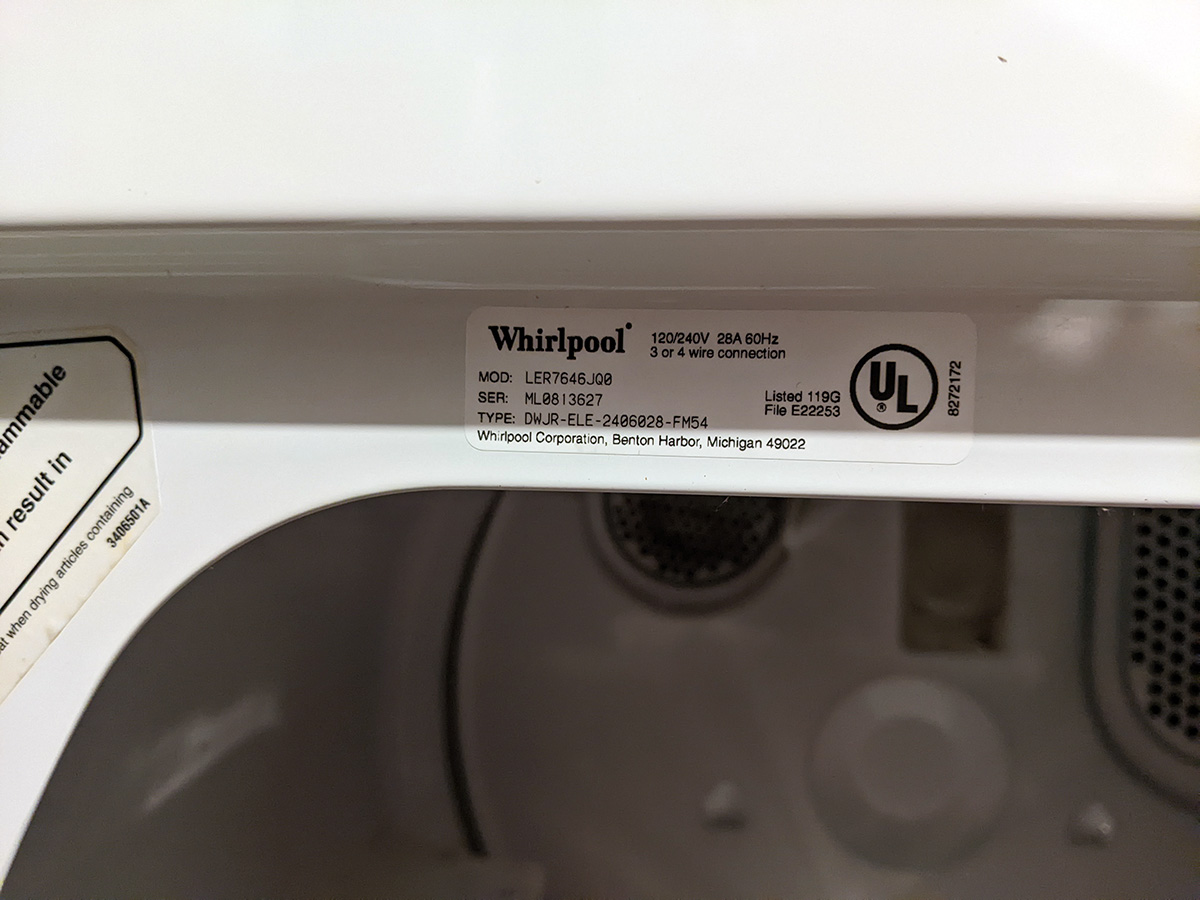 ammable
result in
at when drying articles containing
3406501A
Whirlpool
120/240V 28A 60Hz
3 or 4 wire connection
MOD: LER7646JQ0
SER: ML0813627
TYPE: DWJR-ELE-2406028-FM54
Whirlpool Corporation, Benton Harbor, Michigan 49022
Listed 119G
File E22253
UL
®
8272172